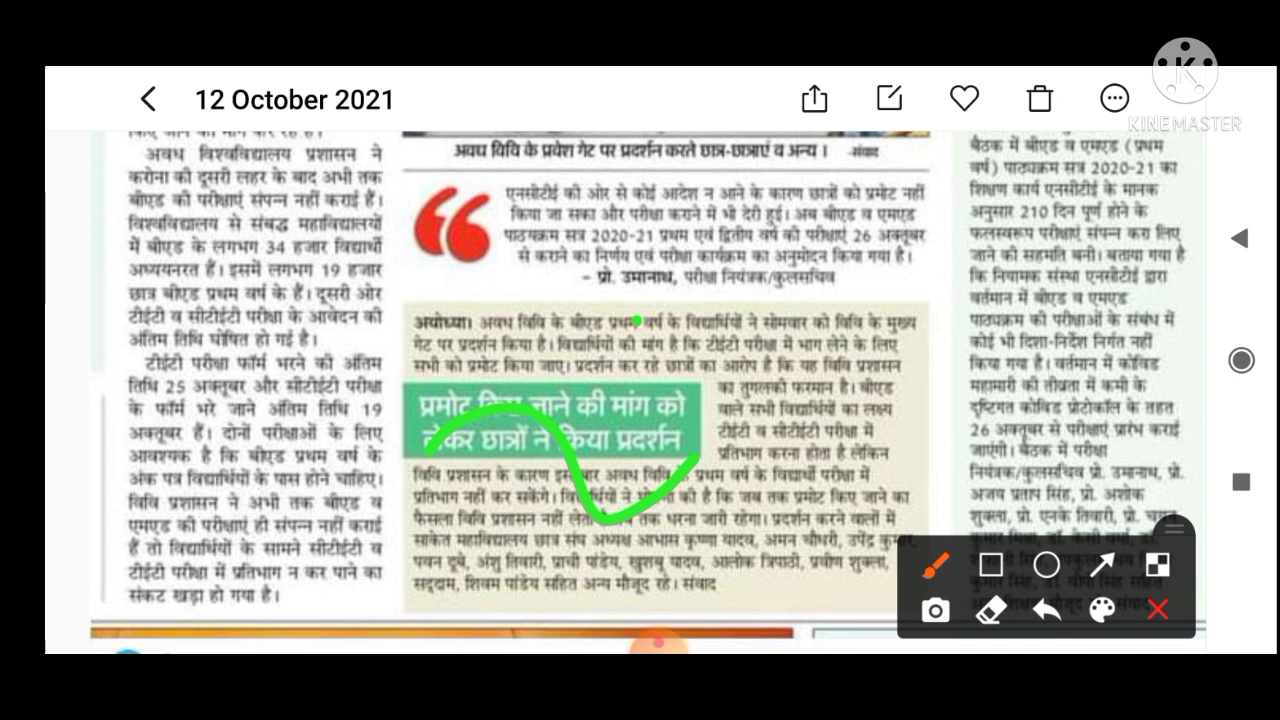 12 October 2021
KINEMASTER
अवध विश्वविद्यालय प्रशासन ने
करोना की दूसरी लहर के बाद अभी तक
बीएड की परीक्षाएं संपन्न नहीं कराई हैं।
विश्वविद्यालय से संबद्ध महाविद्यालयों
में बीएड के लगभग 34 हजार विद्यार्थी
अध्ययनरत हैं। इसमें लगभग 19 हजार
छात्र बीएड प्रथम वर्ष के हैं। दूसरी ओर
टीईटी व सीटीईटी परीक्षा के आवेदन की
अंतिम तिथि घोषित हो गई है।
टीईटी परीक्षा फॉर्म भरने की अंतिम
तिथि 25 अक्तूबर और सीटीईटी परीक्षा
के फॉर्म भरे जाने अंतिम तिथि 19
अक्तूबर हैं। दोनों परीक्षाओं के लिए
आवश्यक है कि बीएड प्रथम वर्ष के
अंक पत्र विद्यार्थियों के पास होने चाहिए।
विवि प्रशासन ने अभी तक बीएड व
एमएड की परीक्षाएं ही संपन्न नहीं कराई
हैं तो विद्यार्थियों के सामने सीटीईटी व
टीईटी परीक्षा में प्रतिभाग न कर पाने का
संकट खड़ा हो गया है।
अवध विवि के प्रवेश गेट पर प्रदर्शन करते छात्र-छात्राएं व अन्य। -संवाद
एनसीटीई की ओर से कोई आदेश न आने के कारण छात्रों को प्रमोट नहीं
किया जा सका और परीक्षा कराने में भी देरी हुई। अब बीएड व एमएड
पाठ्यक्रम सत्र 2020-21 प्रथम एवं द्वितीय वर्ष की परीक्षाएं 26 अक्तूबर
से कराने का निर्णय एवं परीक्षा कार्यक्रम का अनुमोदन किया गया है।
- प्रो. उमानाथ, परीक्षा नियंत्रक/कुलसचिव
अयोध्या। अवध विवि के बीएड प्रथम वर्ष के विद्यार्थियों ने सोमवार को विवि के मुख्य
गेट पर प्रदर्शन किया है। विद्यार्थियों की मांग है कि टीईटी परीक्षा में भाग लेने के लिए
सभी को प्रमोट किया जाए। प्रदर्शन कर रहे छात्रों का आरोप है कि यह विवि प्रशासन
का तुगलकी फरमान है। बीएड
वाले सभी विद्यार्थियों का लक्ष्य
टीईटी व सीटीईटी परीक्षा में
प्रतिभाग करना होता है लेकिन
प्रमोट किए जाने की मांग को
लेकर छात्रों ने किया प्रदर्शन
विवि प्रशासन के कारण इस बार अवध विवि के प्रथम वर्ष के विद्यार्थी परीक्षा में
प्रतिभाग नहीं कर सकेंगे। विद्यार्थियों ने घोषणा की है कि जब तक प्रमोट किए जाने का
फैसला विवि प्रशासन नहीं लेता तब तक धरना जारी रहेगा। प्रदर्शन करने वालों में
साकेत महाविद्यालय छात्र संघ अध्यक्ष आभास कृष्णा यादव, अमन चौधरी, उपेंद्र कुमार,
पवन दूबे, अंशु तिवारी, प्राची पांडेय, खुशबू यादव, आलोक त्रिपाठी, प्रवीण शुक्ला,
सद्दाम, शिवम पांडेय सहित अन्य मौजूद रहे। संवाद
बैठक में बीएड व एमएड (प्रथम
वर्ष) पाठ्यक्रम सत्र 2020-21 का
शिक्षण कार्य एनसीटीई के मानक
अनुसार 210 दिन पूर्ण होने के
फलस्वरूप परीक्षाएं संपन्न करा लिए
जाने की सहमति बनी। बताया गया है
कि नियामक संस्था एनसीटीई द्वारा
वर्तमान में बीएड व एमएड
पाठ्यक्रम की परीक्षाओं के संबंध में
कोई भी दिशा-निर्देश निर्गत नहीं
किया गया है। वर्तमान में कोविड
महामारी की तीव्रता में कमी के
दृष्टिगत कोविड प्रोटोकॉल के तहत
26 अक्तूबर से परीक्षाएं प्रारंभ कराई
जाएंगी। बैठक में परीक्षा
नियंत्रक/कुलसचिव प्रो. उमानाथ, प्रो.
अजय प्रताप सिंह, प्रो. अशोक
शुक्ला, प्रो. एनके तिवारी, प्रो.